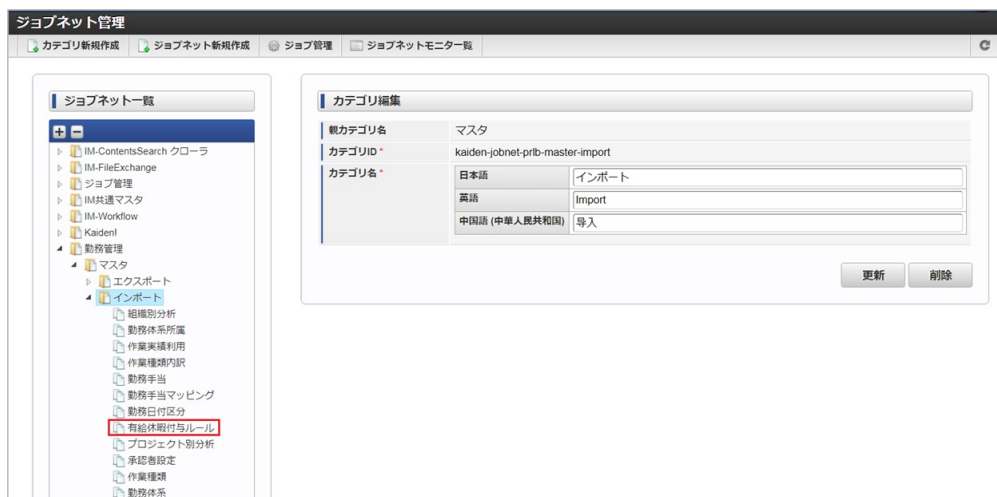 ジョブネット管理
カテゴリ新規作成 ジョブネット新規作成 ジョブ管理 ジョブネットモニター覧
ジョブネット一覧
IM-ContentsSearch クローラ
IM-FileExchange
ジョブ管理
IM共通マスタ
IM-Workflow
Kaiden!
勤務管理
マスタ
エクスポート
インポート
組織別分析
勤務体系所属
作業実績利用
作業種類内訳
勤務手当
勤務手当マッピング
勤務日付区分
有給休暇付与ルール
プロジェクト別分析
承認者設定
作業種類
勤務体系
カテゴリ編集
親カテゴリ名 マスタ
カテゴリID * kaiden-jobnet-prlb-master-import
カテゴリ名 * 日本語 インポート
英語 Import
中国語 (中華人民共和国) 导入
更新 削除